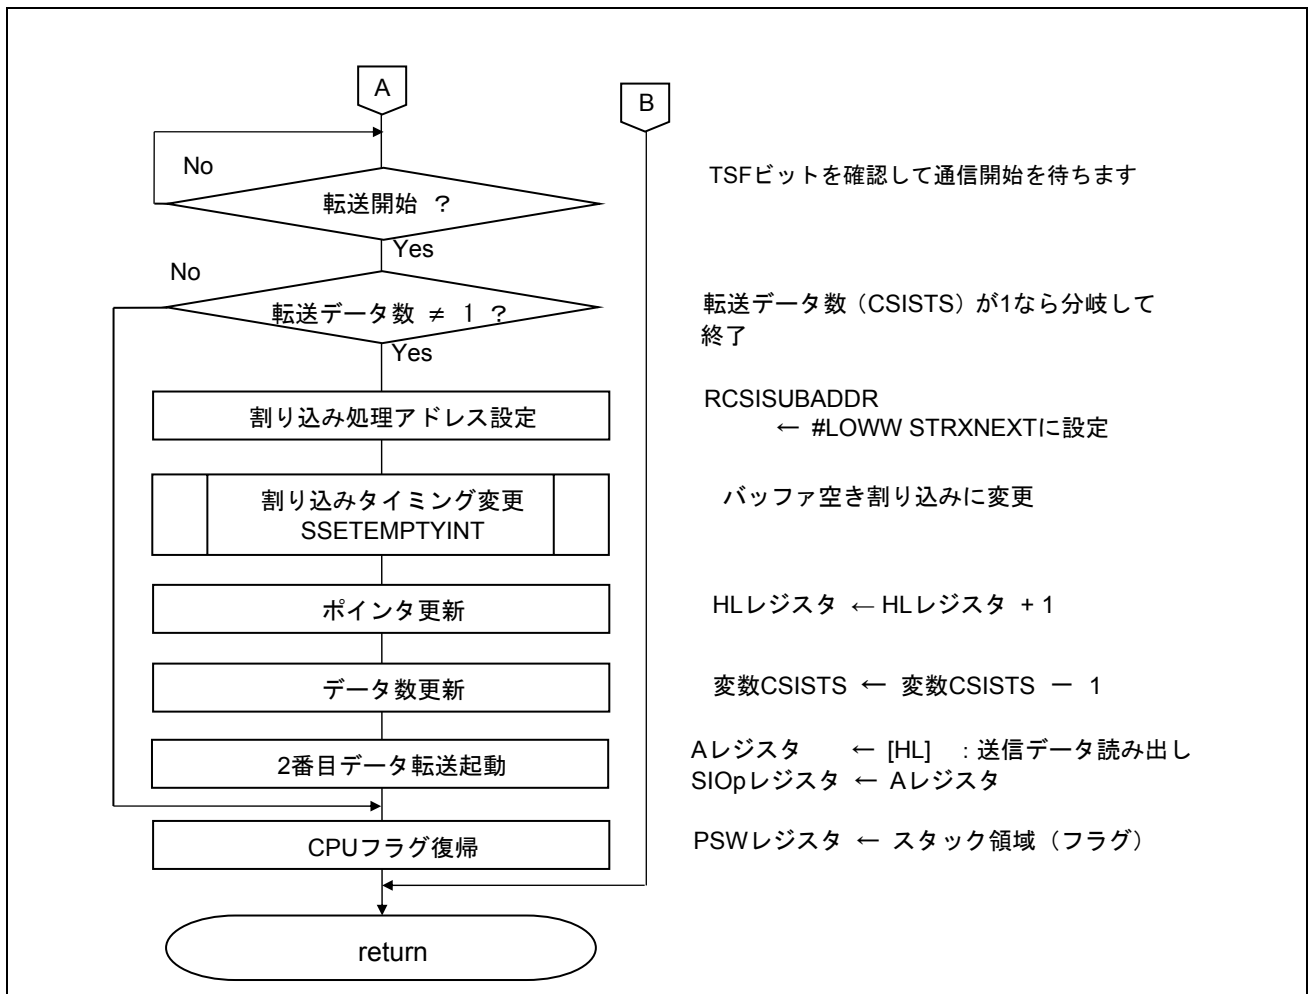 A
B
No
TSFビットを確認して通信開始を待ちます
転送開始 ?
Yes
No
転送データ数 ≠ 1 ?
転送データ数（CSISTS）が1なら分岐して
終了
Yes
割り込み処理アドレス設定
RCSISUBADDR
← #LOWW STRXNEXTに設定
割り込みタイミング変更
SSETEMPTYINT
バッファ空き割り込みに変更
ポインタ更新
HLレジスタ ← HLレジスタ + 1
データ数更新
変数CSISTS ← 変数CSISTS － 1
2番目データ転送起動
Aレジスタ ← [HL] ：送信データ読み出し
SIOpレジスタ ← Aレジスタ
CPUフラグ復帰
PSWレジスタ ← スタック領域（フラグ）
return